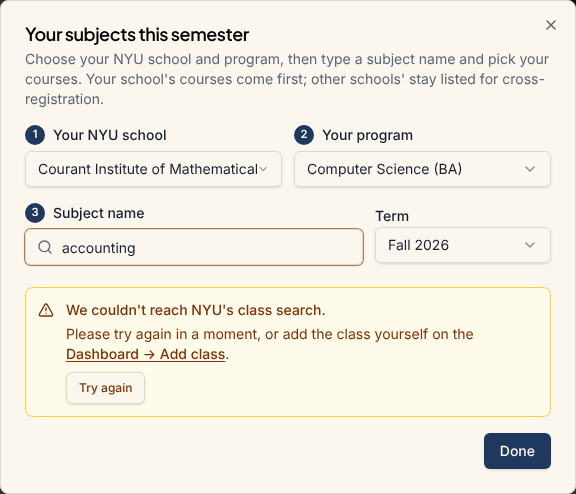 Your subjects this semester
Choose your NYU school and program, then type a subject name and pick your
courses. Your school's courses come first; other schools' stay listed for cross-
registration.
1 Your NYU school
2 Your program
Courant Institute of Mathematical
Computer Science (BA)
3 Subject name
Term
accounting
Fall 2026
We couldn't reach NYU's class search.
Please try again in a moment, or add the class yourself on the
Dashboard → Add class.
Try again
Done